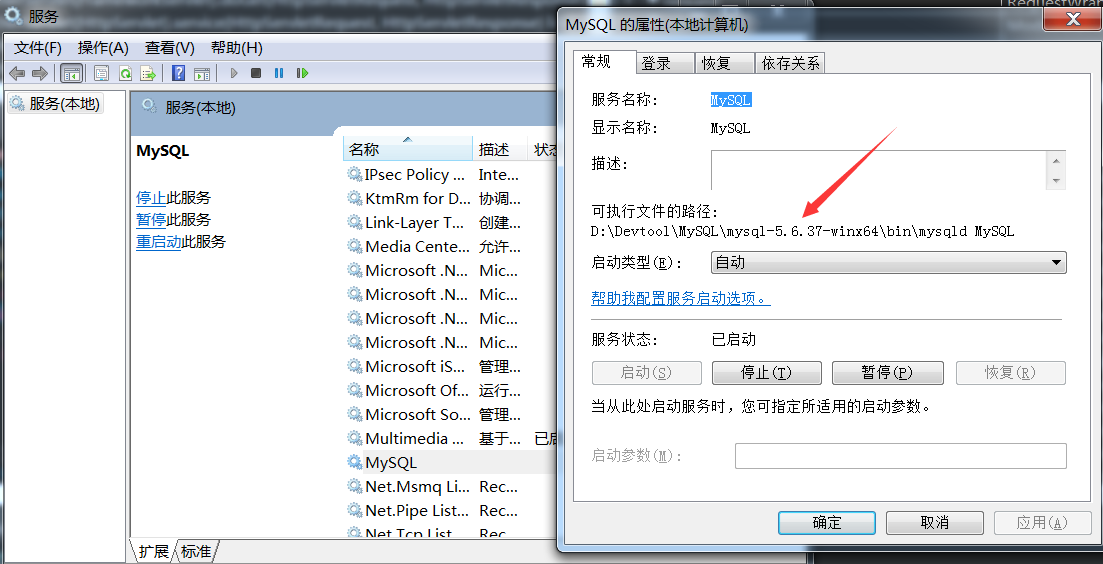 服务
文件(F) 操作(A) 查看(V) 帮助(H)
服务(本地)
服务(本地)
MySQL
停止此服务
暂停此服务
重启动此服务
名称 描述
IPsec Policy ... Inte...
KtmRm for D... 协调...
Link-Layer T... 创建...
Media Cente... 允许...
Microsoft .N... Mic...
Microsoft .N... Mic...
Microsoft .N... Mic...
Microsoft .N... Mic...
Microsoft iS... 管理...
Microsoft Of... 运行...
Microsoft So... 管理...
Multimedia ... 基于... 已启
MySQL
Net.Msmq Li... Rec...
Net.Pipe List... Rec...
Net.Tcp List... Rec...
扩展 标准
MySQL 的属性(本地计算机)
常规 登录 恢复 依存关系
服务名称: MySQL
显示名称: MySQL
描述:
可执行文件的路径:
D:\Devtool\MySQL\mysql-5.6.37-winx64\bin\mysqld MySQL
启动类型(E): 自动
帮助我配置服务启动选项。
服务状态: 已启动
启动(S) 停止(T) 暂停(P) 恢复(R)
当从此处启动服务时，您可指定所适用的启动参数。
启动参数(M):
确定 取消 应用(A)